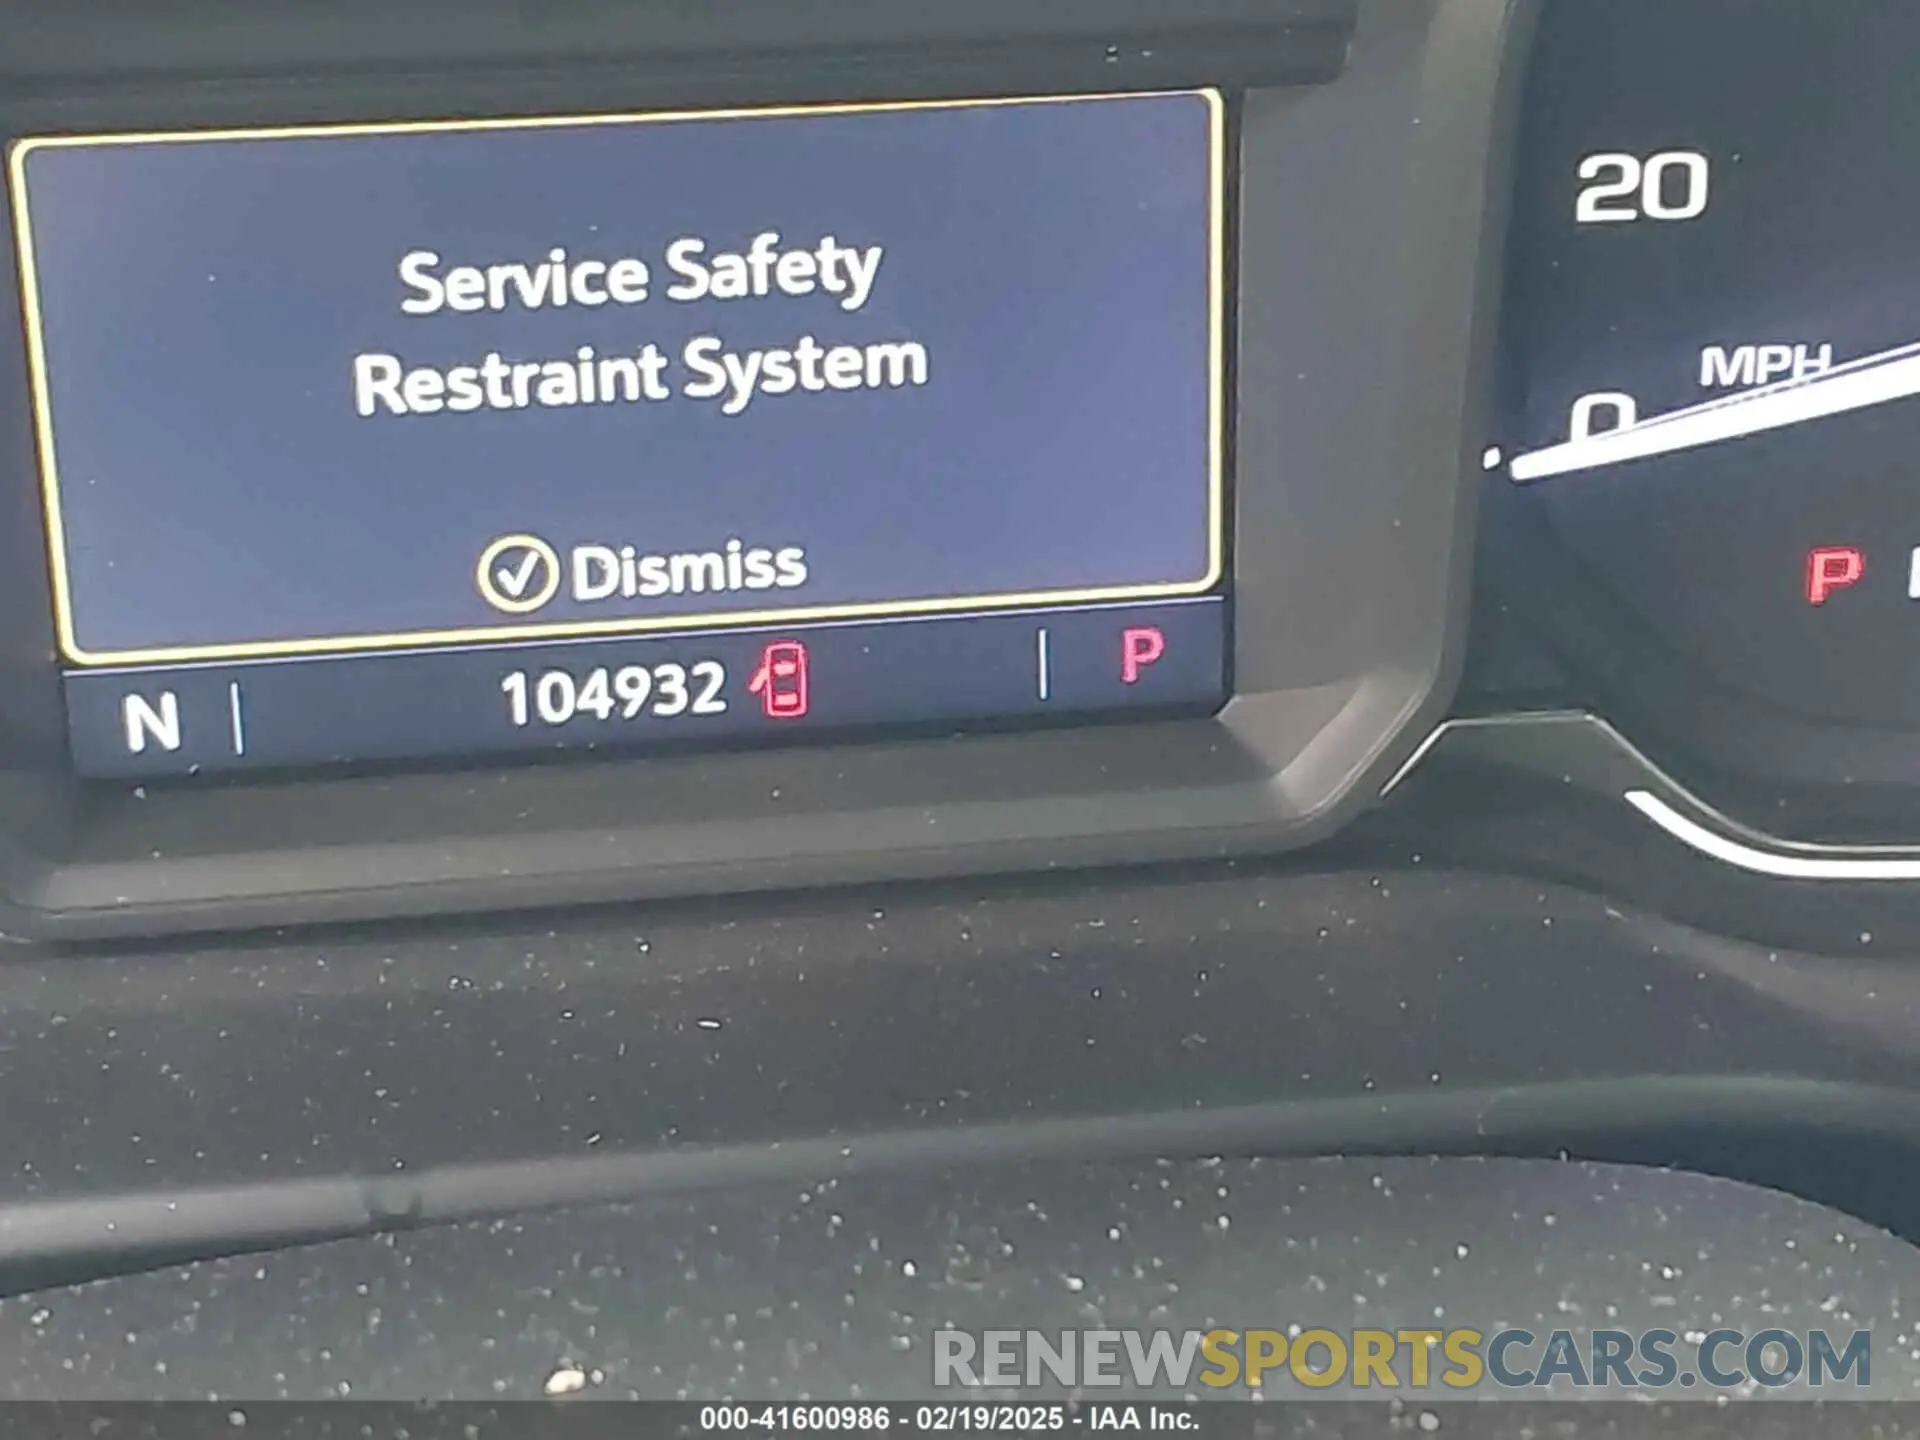 Service Safety
Restraint System
Dismiss
N
104932
P
20
MPH
0
P
RENEWSPORTSCARS.COM
000-41600986 - 02/19/2025 - IAA Inc.